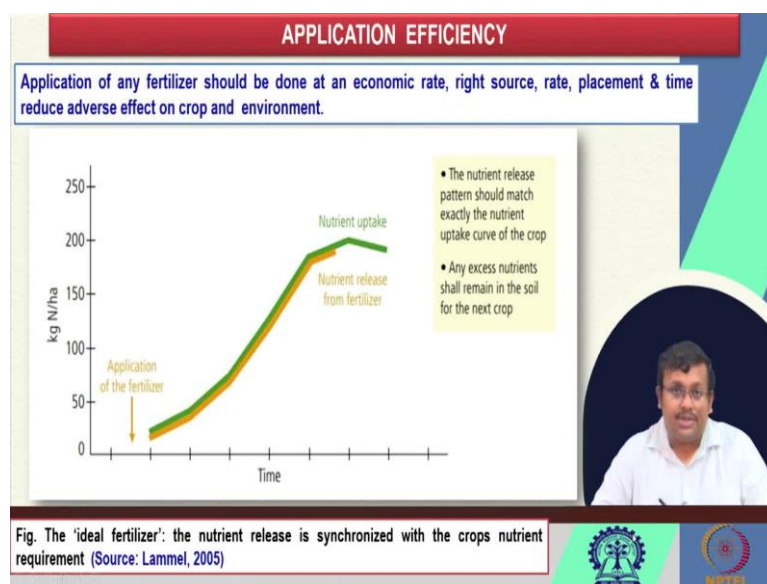 APPLICATION EFFICIENCY
Application of any fertilizer should be done at an economic rate, right source, rate, placement & time
reduce adverse effect on crop and environment.
250
200
150
100
50
0
kg N/ha
Time
Application
of the fertilizer
Nutrient uptake
Nutrient release
from fertilizer
• The nutrient release
pattern should match
exactly the nutrient
uptake curve of the crop
• Any excess nutrients
shall remain in the soil
for the next crop
Fig. The 'ideal fertilizer': the nutrient release is synchronized with the crops nutrient
requirement (Source: Lammel, 2005)
NPTEL